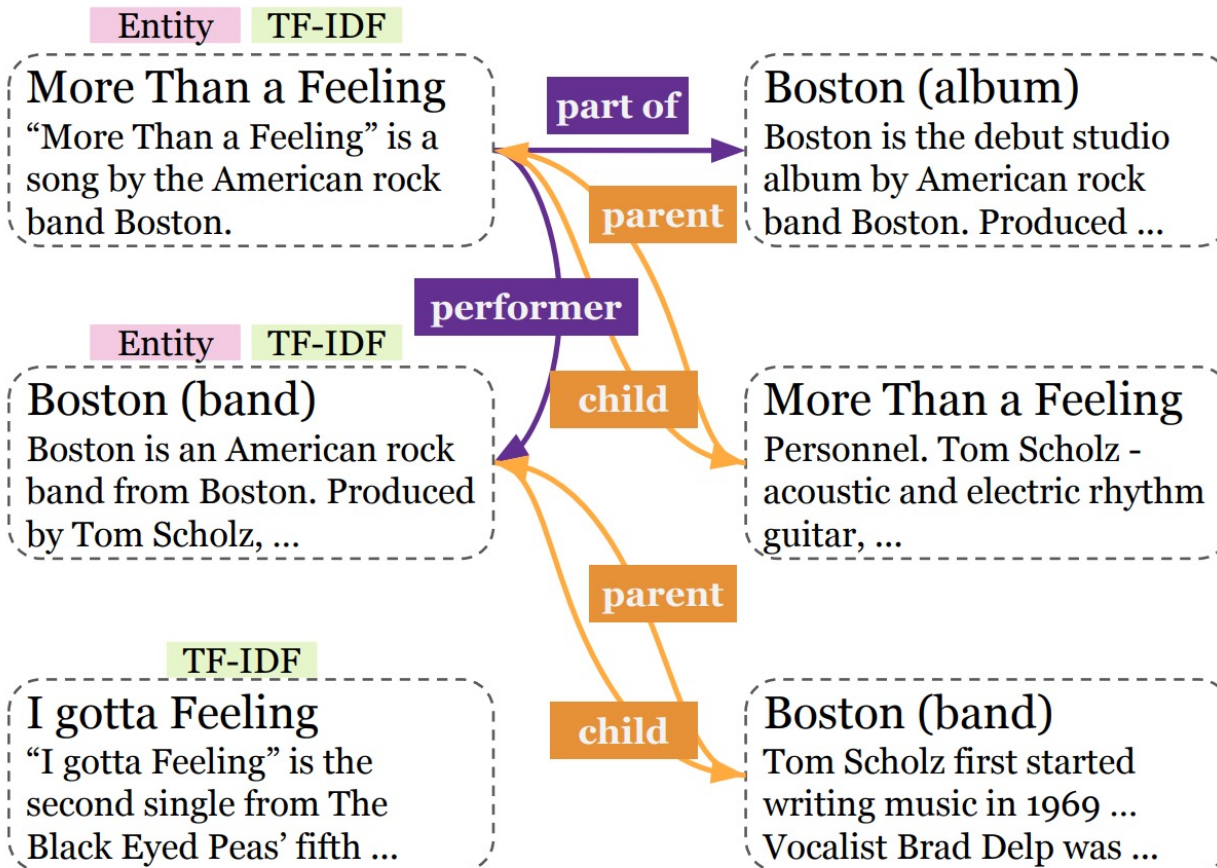 Entity TF-IDF
More Than a Feeling
“More Than a Feeling” is a
song by the American rock
band Boston.
part of
Boston (album)
Boston is the debut studio
album by American rock
band Boston. Produced ...
parent
performer
child
Entity TF-IDF
Boston (band)
Boston is an American rock
band from Boston. Produced
by Tom Scholz, ...
More Than a Feeling
Personnel. Tom Scholz -
acoustic and electric rhythm
guitar, ...
parent
child
TF-IDF
I gotta Feeling
“I gotta Feeling” is the
second single from The
Black Eyed Peas’ fifth ...
Boston (band)
Tom Scholz first started
writing music in 1969 ...
Vocalist Brad Delp was ...